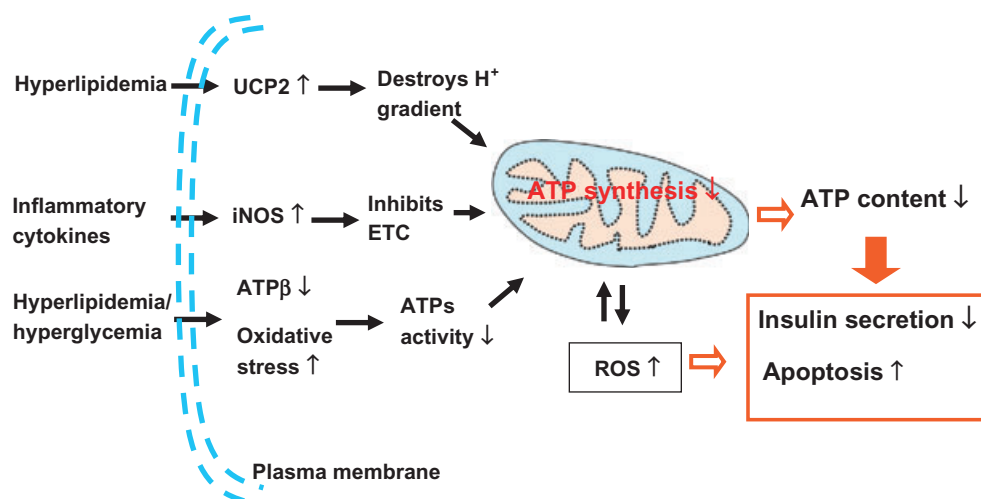 Hyperlipidemia
UCP2 ↑
Destroys H⁺
gradient
Inflammatory
cytokines
iNOS ↑
Inhibits
ETC
Hyperlipidemia/
hyperglycemia
ATPβ ↓
Oxidative
stress ↑
ATPs
activity ↓
ATP synthesis ↓
ATP content ↓
ROS ↑
Insulin secretion ↓
Apoptosis ↑
Plasma membrane